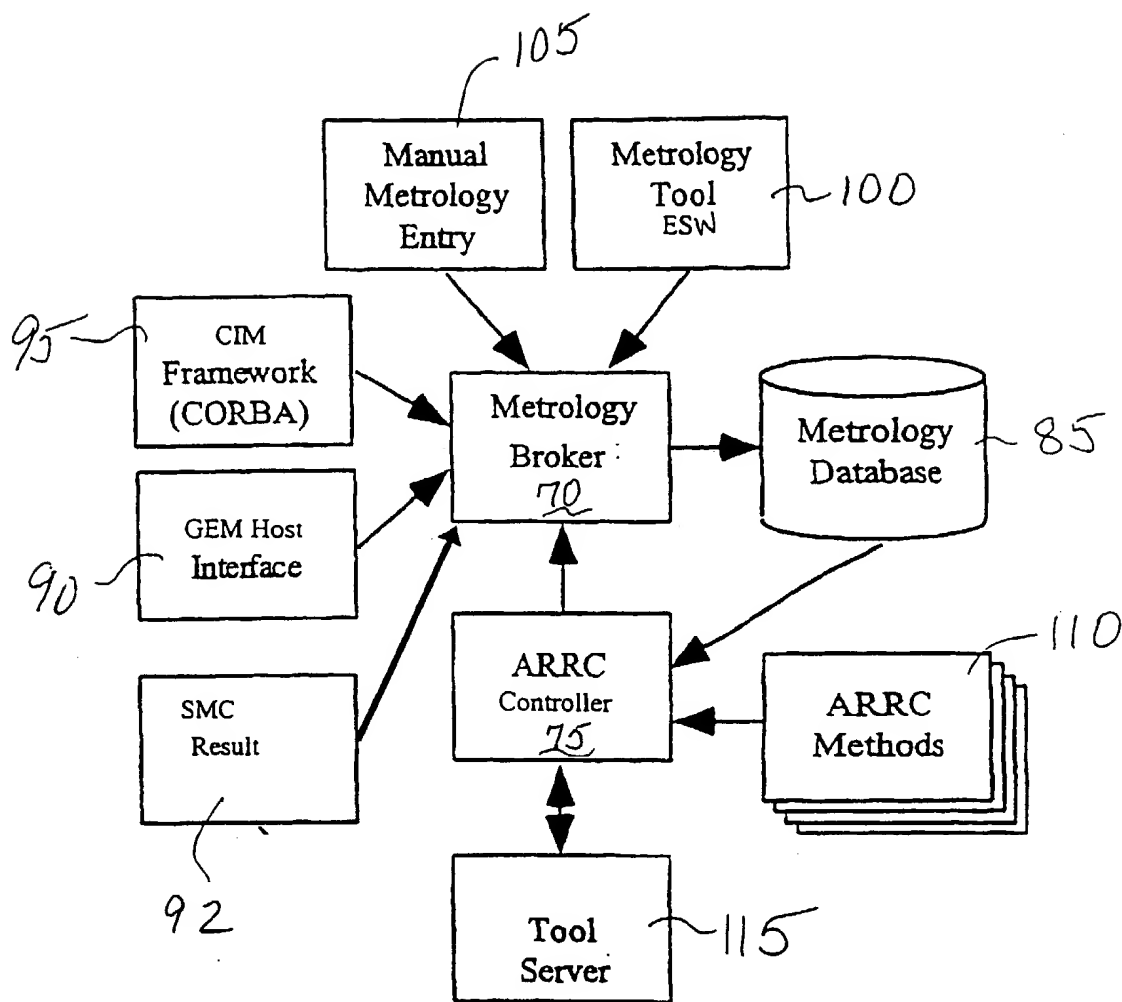 105
Manual
Metrology
Entry
Metrology
Tool
ESW
100
95
CIM
Framework
(CORBA)
Metrology
Broker
70
Metrology
Database
85
GEM Host
Interface
90
ARRC
Controller
75
110
ARRC
Methods
SMC
Result
92
Tool
Server
115